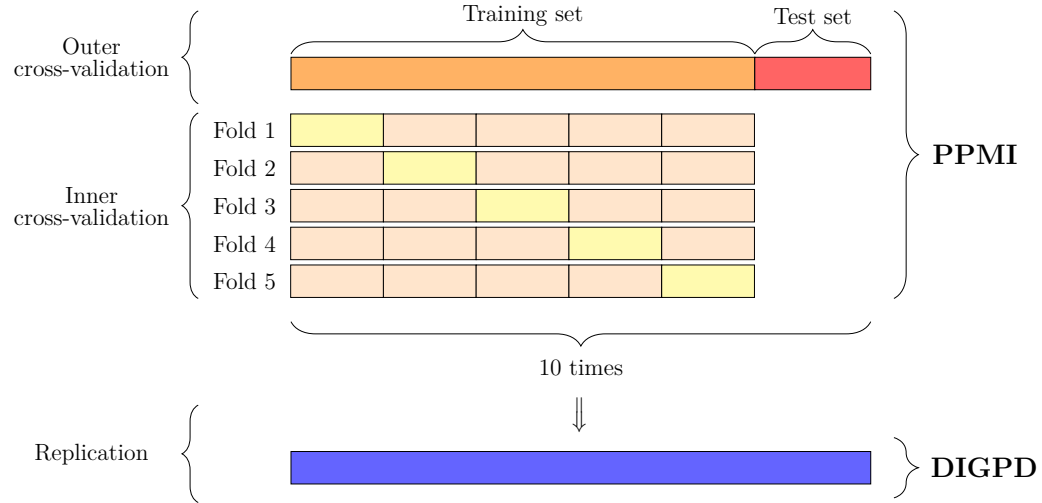 Training set
Test set
Outer
cross-validation
Fold 1
Fold 2
Fold 3
Fold 4
Fold 5
Inner
cross-validation
PPMI
10 times
⇓
Replication
DIGPD